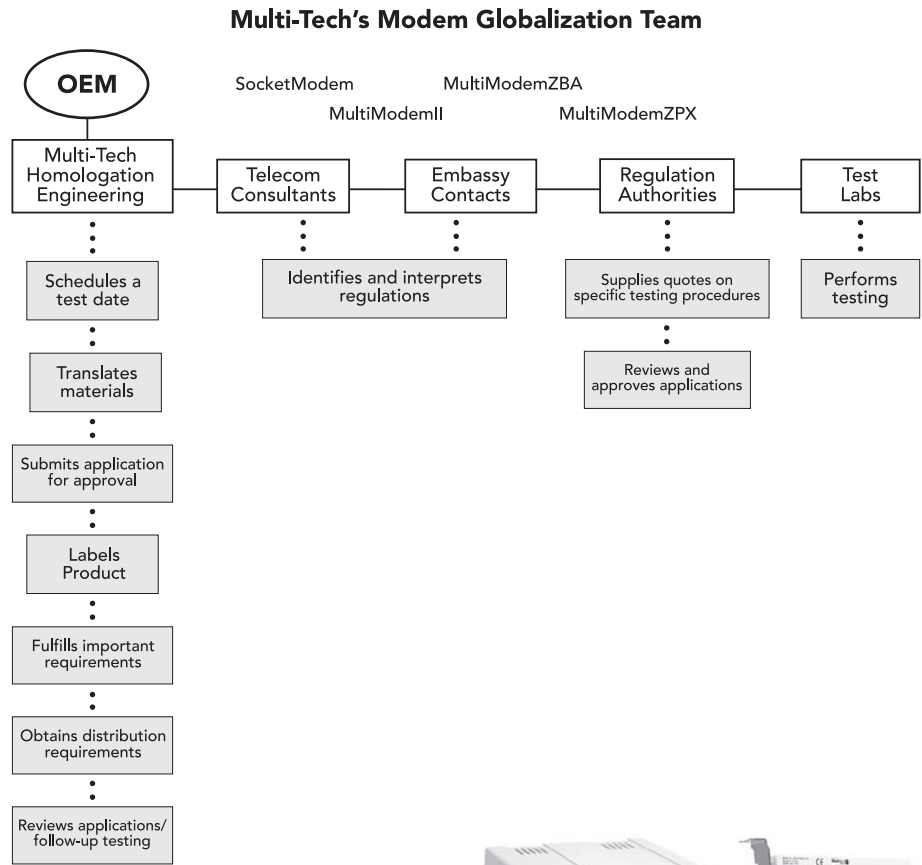 Multi-Tech's Modem Globalization Team
OEM
SocketModem
MultiModemZBA
MultiModemII
MultiModemZPX
Multi-Tech
Homologation
Engineering
Telecom
Consultants
Embassy
Contacts
Regulation
Authorities
Test
Labs
Schedules a
test date
Identifies and interprets
regulations
Supplies quotes on
specific testing procedures
Performs
testing
Translates
materials
Reviews and
approves applications
Submits application
for approval
Labels
Product
Fulfills important
requirements
Obtains distribution
requirements
Reviews applications/
follow-up testing